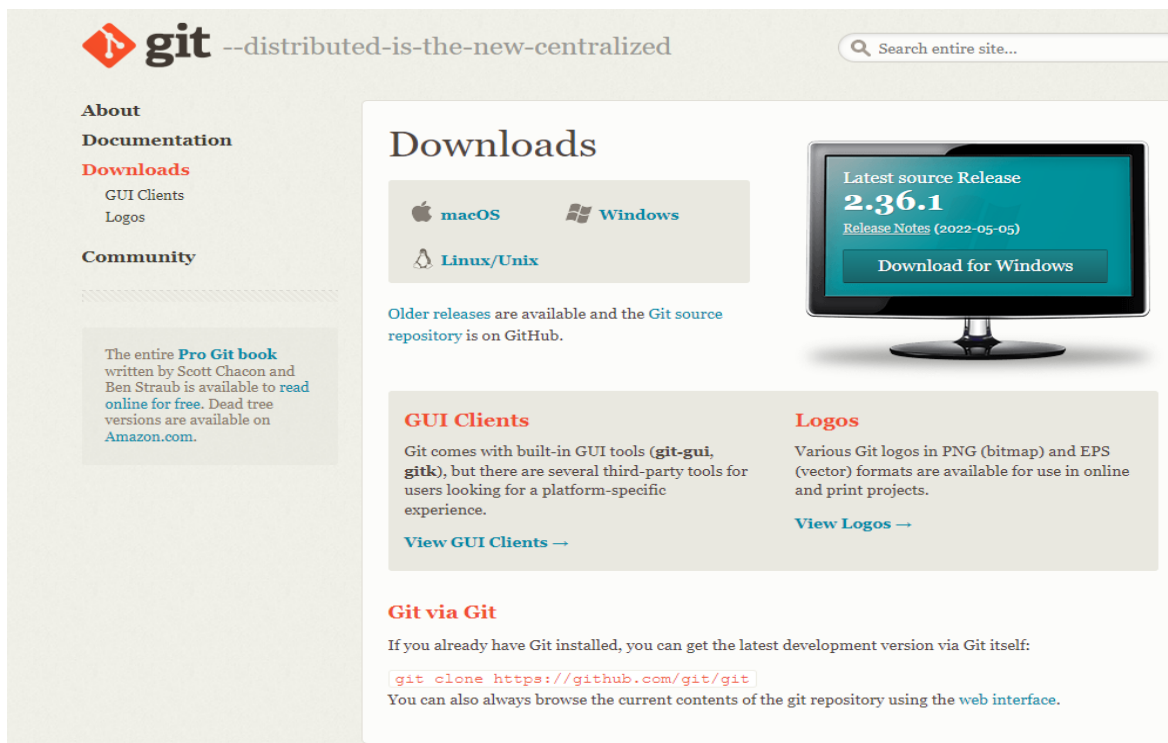 git --distributed-is-the-new-centralized
Search entire site...
About
Documentation
Downloads
GUI Clients
Logos
Community
The entire Pro Git book
written by Scott Chacon and
Ben Straub is available to read
online for free. Dead tree
versions are available on
Amazon.com.
Downloads
macOS
Windows
Linux/Unix
Older releases are available and the Git source
repository is on GitHub.
Latest source Release
2.36.1
Release Notes (2022-05-05)
Download for Windows
GUI Clients
Git comes with built-in GUI tools (git-gui,
gitk), but there are several third-party tools for
users looking for a platform-specific
experience.
View GUI Clients →
Logos
Various Git logos in PNG (bitmap) and EPS
(vector) formats are available for use in online
and print projects.
View Logos →
Git via Git
If you already have Git installed, you can get the latest development version via Git itself:
git clone https://github.com/git/git
You can also always browse the current contents of the git repository using the web interface.